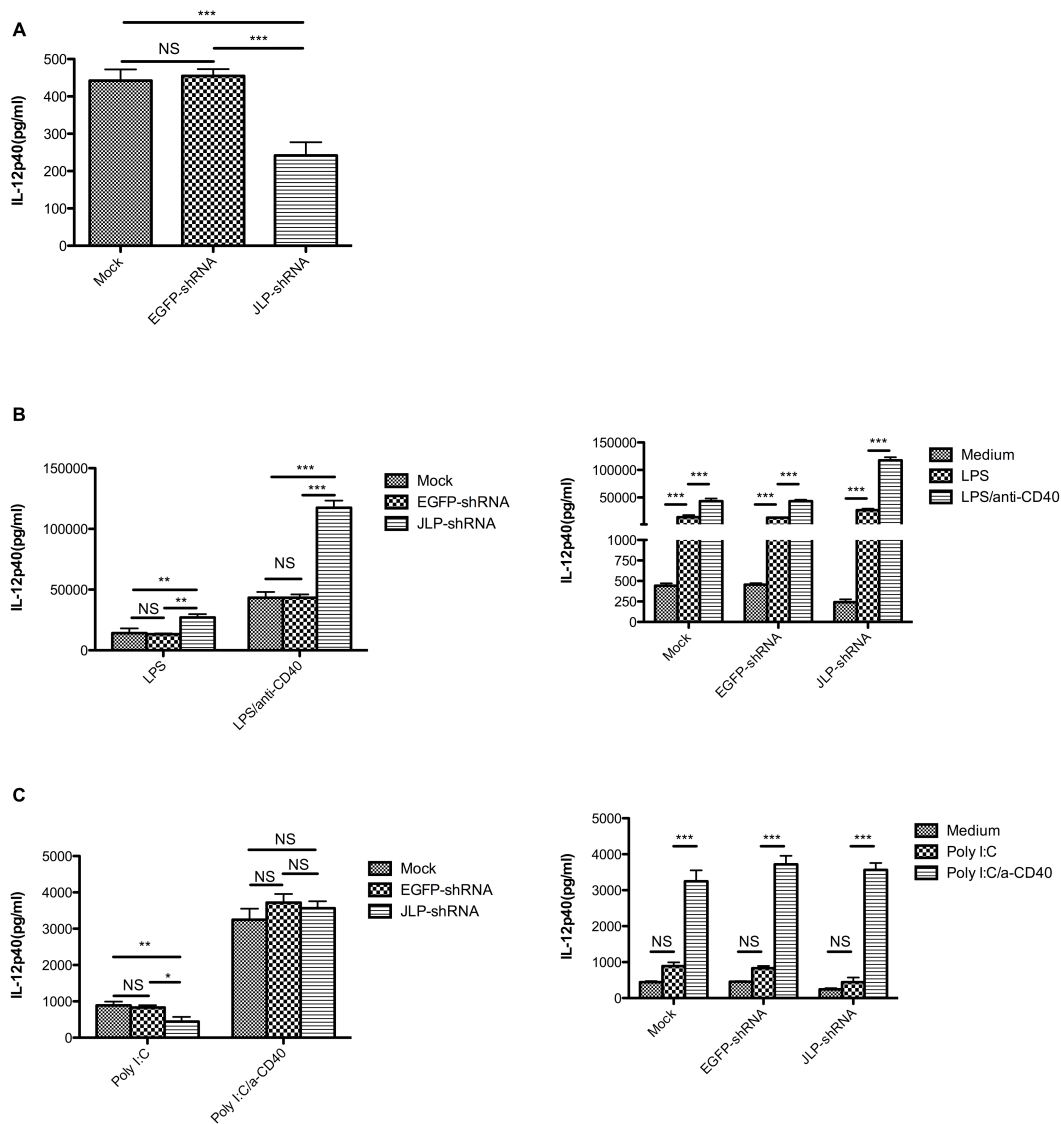 A
***
NS
***
IL-12p40(pg/ml)
500
400
300
200
100
0
Mock
EGFP-shRNA
JLP-shRNA
B
IL-12p40(pg/ml)
150000
100000
50000
0
**
NS
**
***
***
NS
LPS
LPS/anti-CD40
Mock
EGFP-shRNA
JLP-shRNA
IL-12p40(pg/ml)
150000
100000
50000
1000
750
500
250
0
***
***
***
***
***
***
Mock
EGFP-shRNA
JLP-shRNA
Medium
LPS
LPS/anti-CD40
C
IL-12p40(pg/ml)
5000
4000
3000
2000
1000
0
**
NS
*
NS
NS
NS
Poly I:C
Poly I:C/a-CD40
Mock
EGFP-shRNA
JLP-shRNA
IL-12p40(pg/ml)
5000
4000
3000
2000
1000
0
NS
***
NS
***
NS
***
Mock
EGFP-shRNA
JLP-shRNA
Medium
Poly I:C
Poly I:C/a-CD40